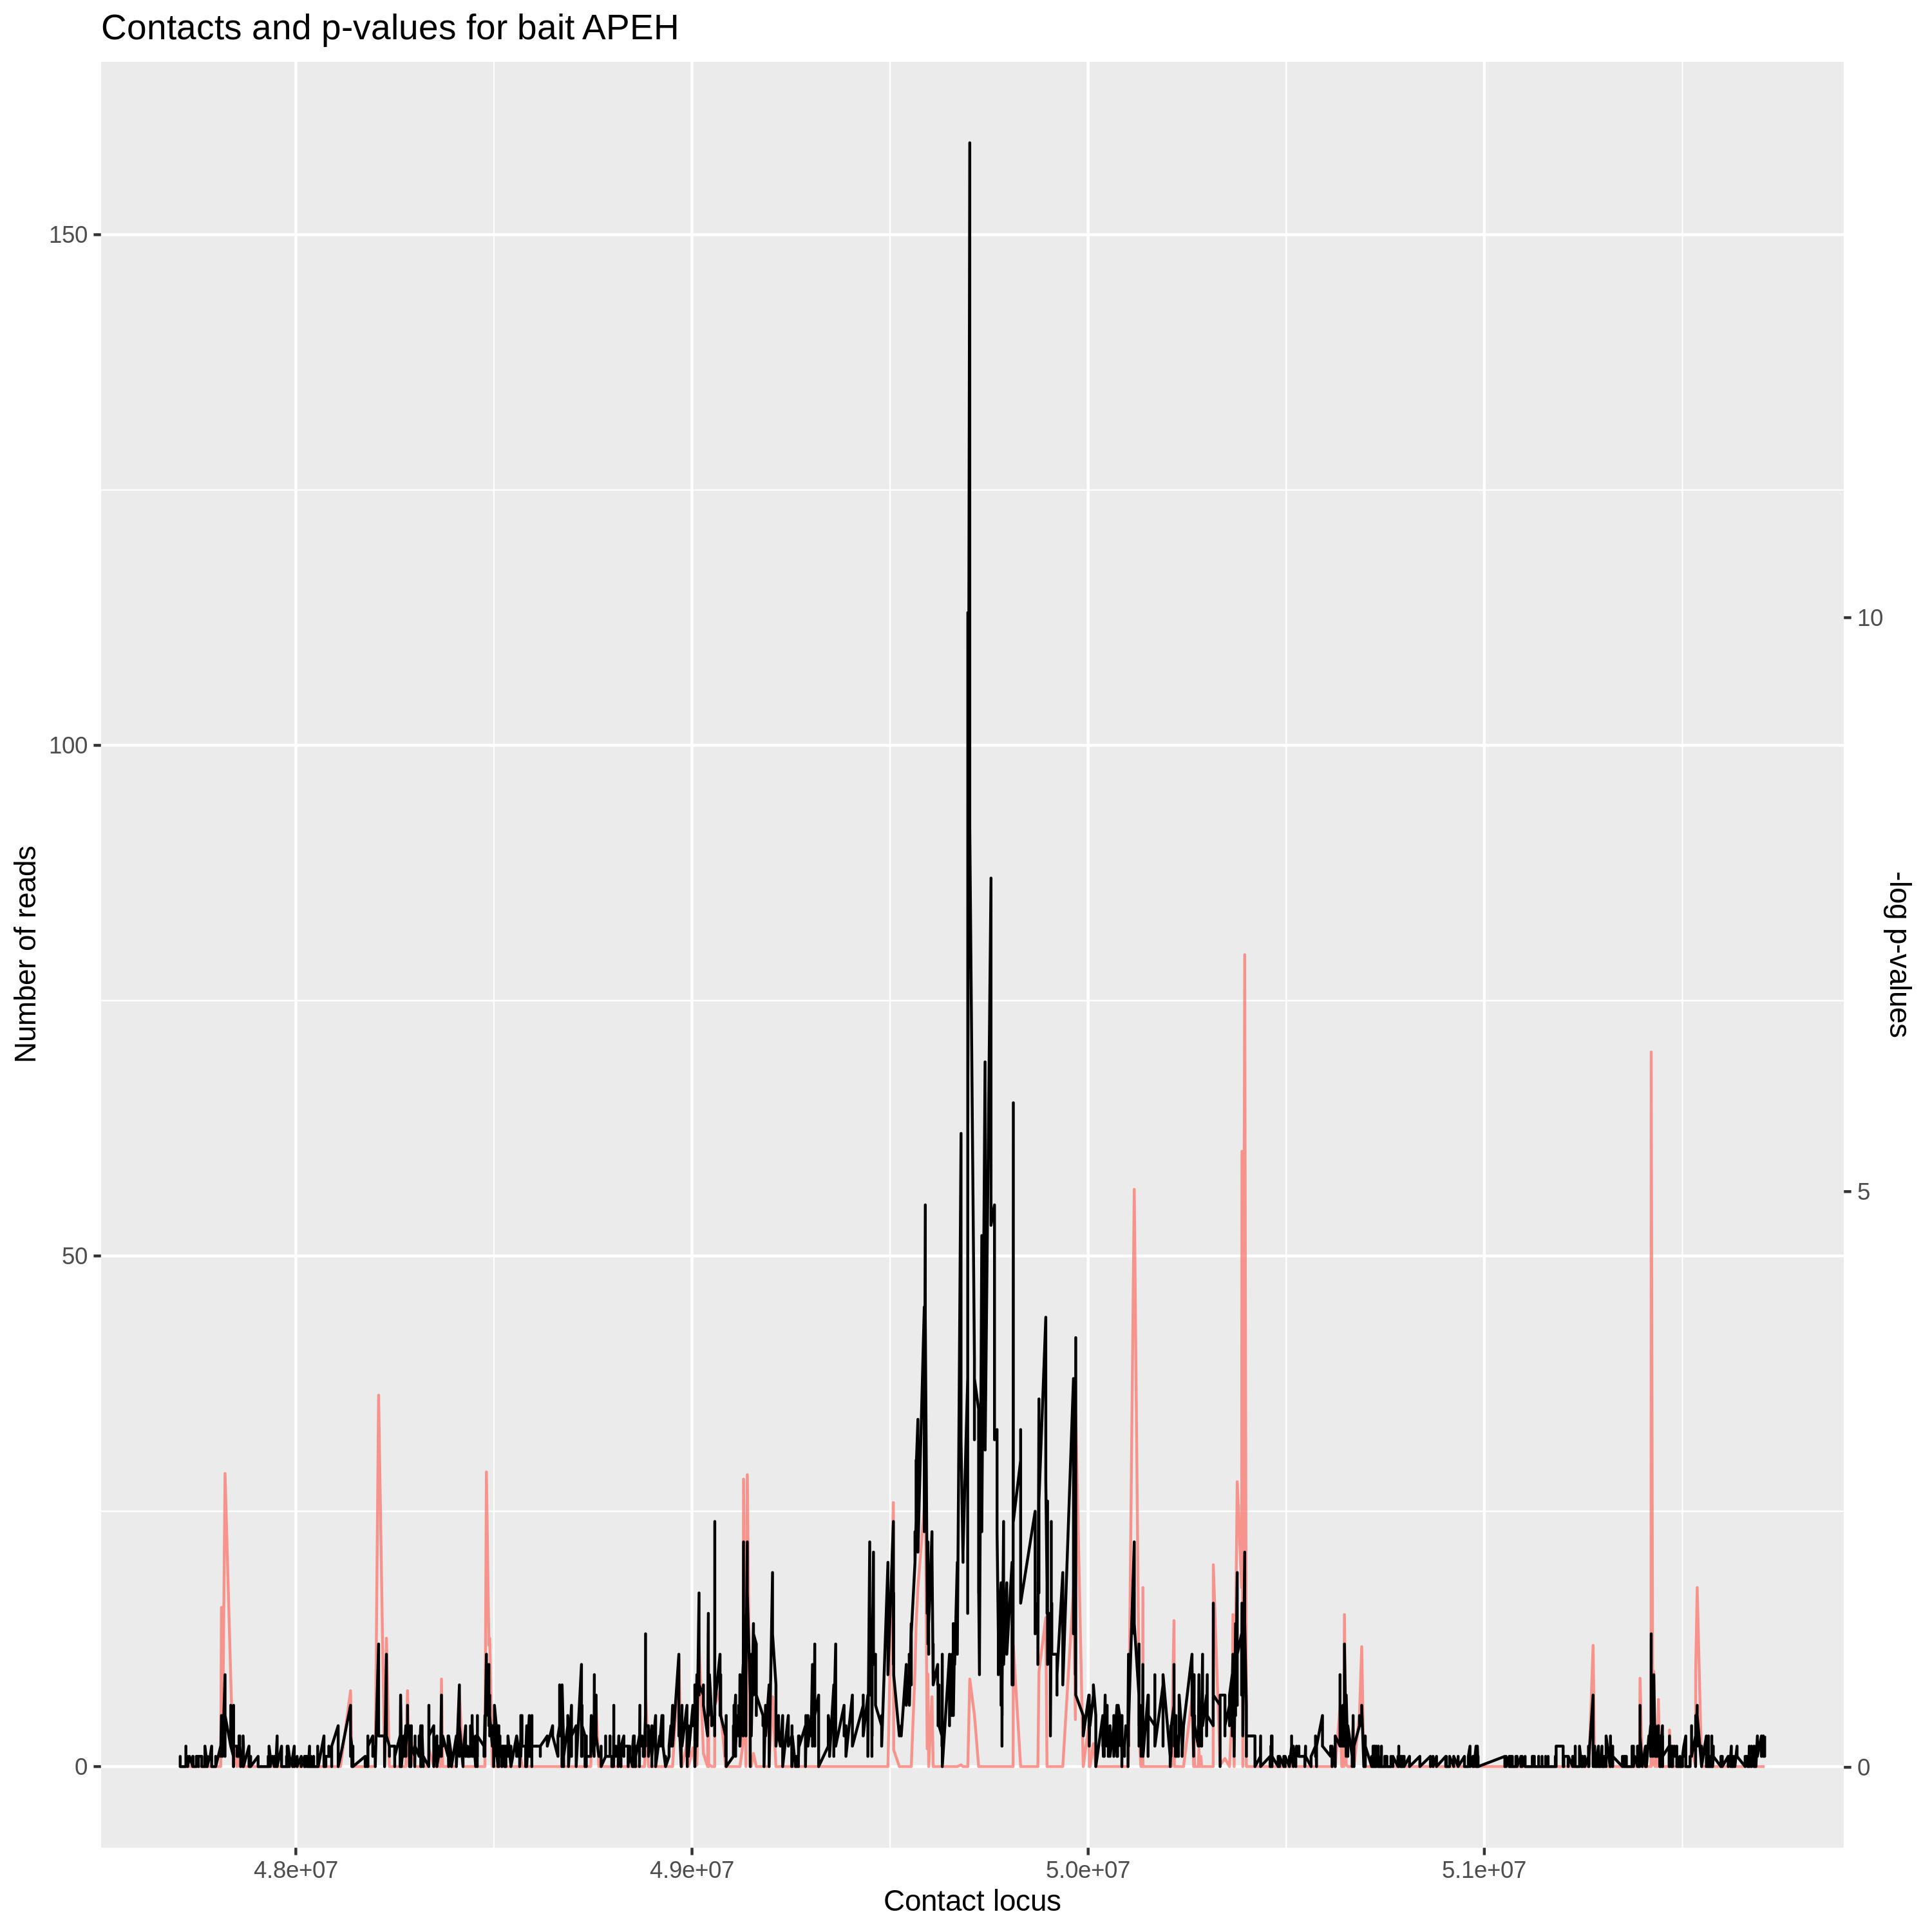 Contacts and p-values for bait APEH
150
100
50
0
Number of reads
10
5
0
-log p-values
4.8e+07
4.9e+07
5.0e+07
5.1e+07
Contact locus